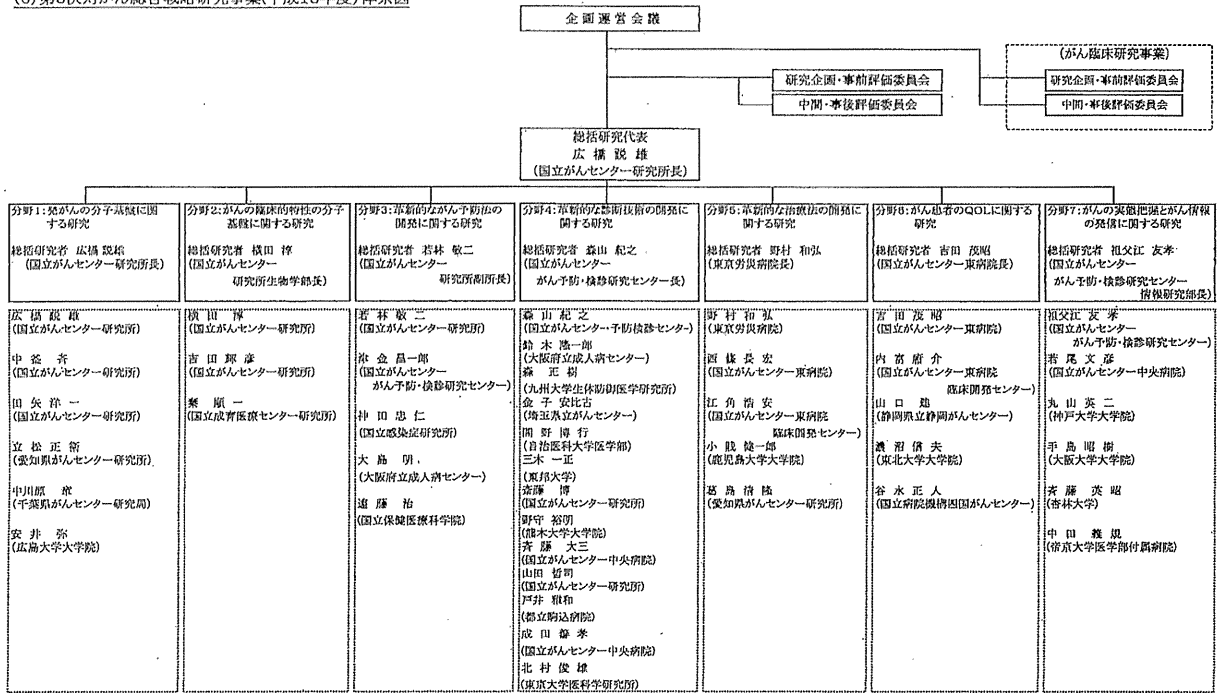 (6)第3次対がん総合戦略研究事業(平成18年度)体系図
企画運営会議
(がん臨床研究事業)
研究企画・事前評価委員会
中間・事後評価委員会
研究企画・事前評価委員会
中間・事後評価委員会
総括研究代表
広橋説雄
(国立がんセンター研究所長)
分野1:発がんの分子基盤に関
する研究
総括研究者 広橋説雄
(国立がんセンター研究所長)
広橋説雄
(国立がんセンター研究所)
中釜 斉
(国立がんセンター研究所)
田矢洋一
(国立がんセンター研究所)
立松正衞
(愛知県がんセンター研究所)
中川原 章
(千葉県がんセンター研究局)
安井 弥
(広島大学大学院)
分野2:がんの臨床的特性の分子
基盤に関する研究
総括研究者 横田 淳
(国立がんセンター
研究所生物学部長)
横田 淳
(国立がんセンター研究所)
吉田輝彦
(国立がんセンター研究所)
秦 順一
(国立成育医療センター研究所)
分野3:革新的ながん予防法の
開発に関する研究
総括研究者 若林 敬二
(国立がんセンター
研究所副所長)
若林敬二
(国立がんセンター研究所)
津金昌一郎
(国立がんセンター
がん予防・検診研究センター)
神田忠仁
(国立感染症研究所)
大島 明
(大阪府立成人病センター)
遠藤 治
(国立保健医療科学院)
分野4:革新的な診断技術の開発に
関する研究
総括研究者 森山 紀之
(国立がんセンター
がん予防・検診研究センター長)
森山紀之
(国立がんセンター・予防検診センター)
鈴木 隆一郎
(大阪府立成人病センター)
森 正樹
(九州大学生体防御医学研究所)
金子 安比古
(埼玉県立がんセンター)
間野博行
(自治医科大学医学部)
三木 一正
(東邦大学)
斎藤 博
(国立がんセンター研究所)
野守 裕明
(熊本大学大学院)
斉藤 大三
(国立がんセンター中央病院)
山田 哲司
(国立がんセンター研究所)
戸井 雅和
(都立駒込病院)
成田 孝
(国立がんセンター中央病院)
北村俊雄
(東京大学医科学研究所)
分野5:革新的な治療法の開発に
関する研究
総括研究者 野村 和弘
(東京労災病院長)
野村和弘
(東京労災病院)
西條長宏
(国立がんセンター東病院)
江角浩安
(国立がんセンター東病院
臨床開発センター)
小戝健一郎
(鹿児島大学大学院)
葛島清隆
(愛知県がんセンター研究所)
分野6:がん患者のQOLに関する
研究
総括研究者 吉田 茂昭
(国立がんセンター東病院長)
吉田茂昭
(国立がんセンター東病院)
内富庸介
(国立がんセンター東病院
臨床開発センター)
山口 建
(静岡県立静岡がんセンター)
濃沼信夫
(東北大学大学院)
谷水正人
(国立病院機構四国がんセンター)
分野7:がんの実態把握とがん情報
の発信に関する研究
総括研究者 祖父江 友孝
(国立がんセンター
がん予防・検診研究センター
情報研究部長)
祖父江友孝
(国立がんセンター
がん予防・検診研究センター)
若尾文彦
(国立がんセンター中央病院)
丸山英二
(神戸大学大学院)
手島昭樹
(大阪大学大学院)
斉藤英昭
(杏林大学)
中田 義規
(帝京大学医学部付属病院)